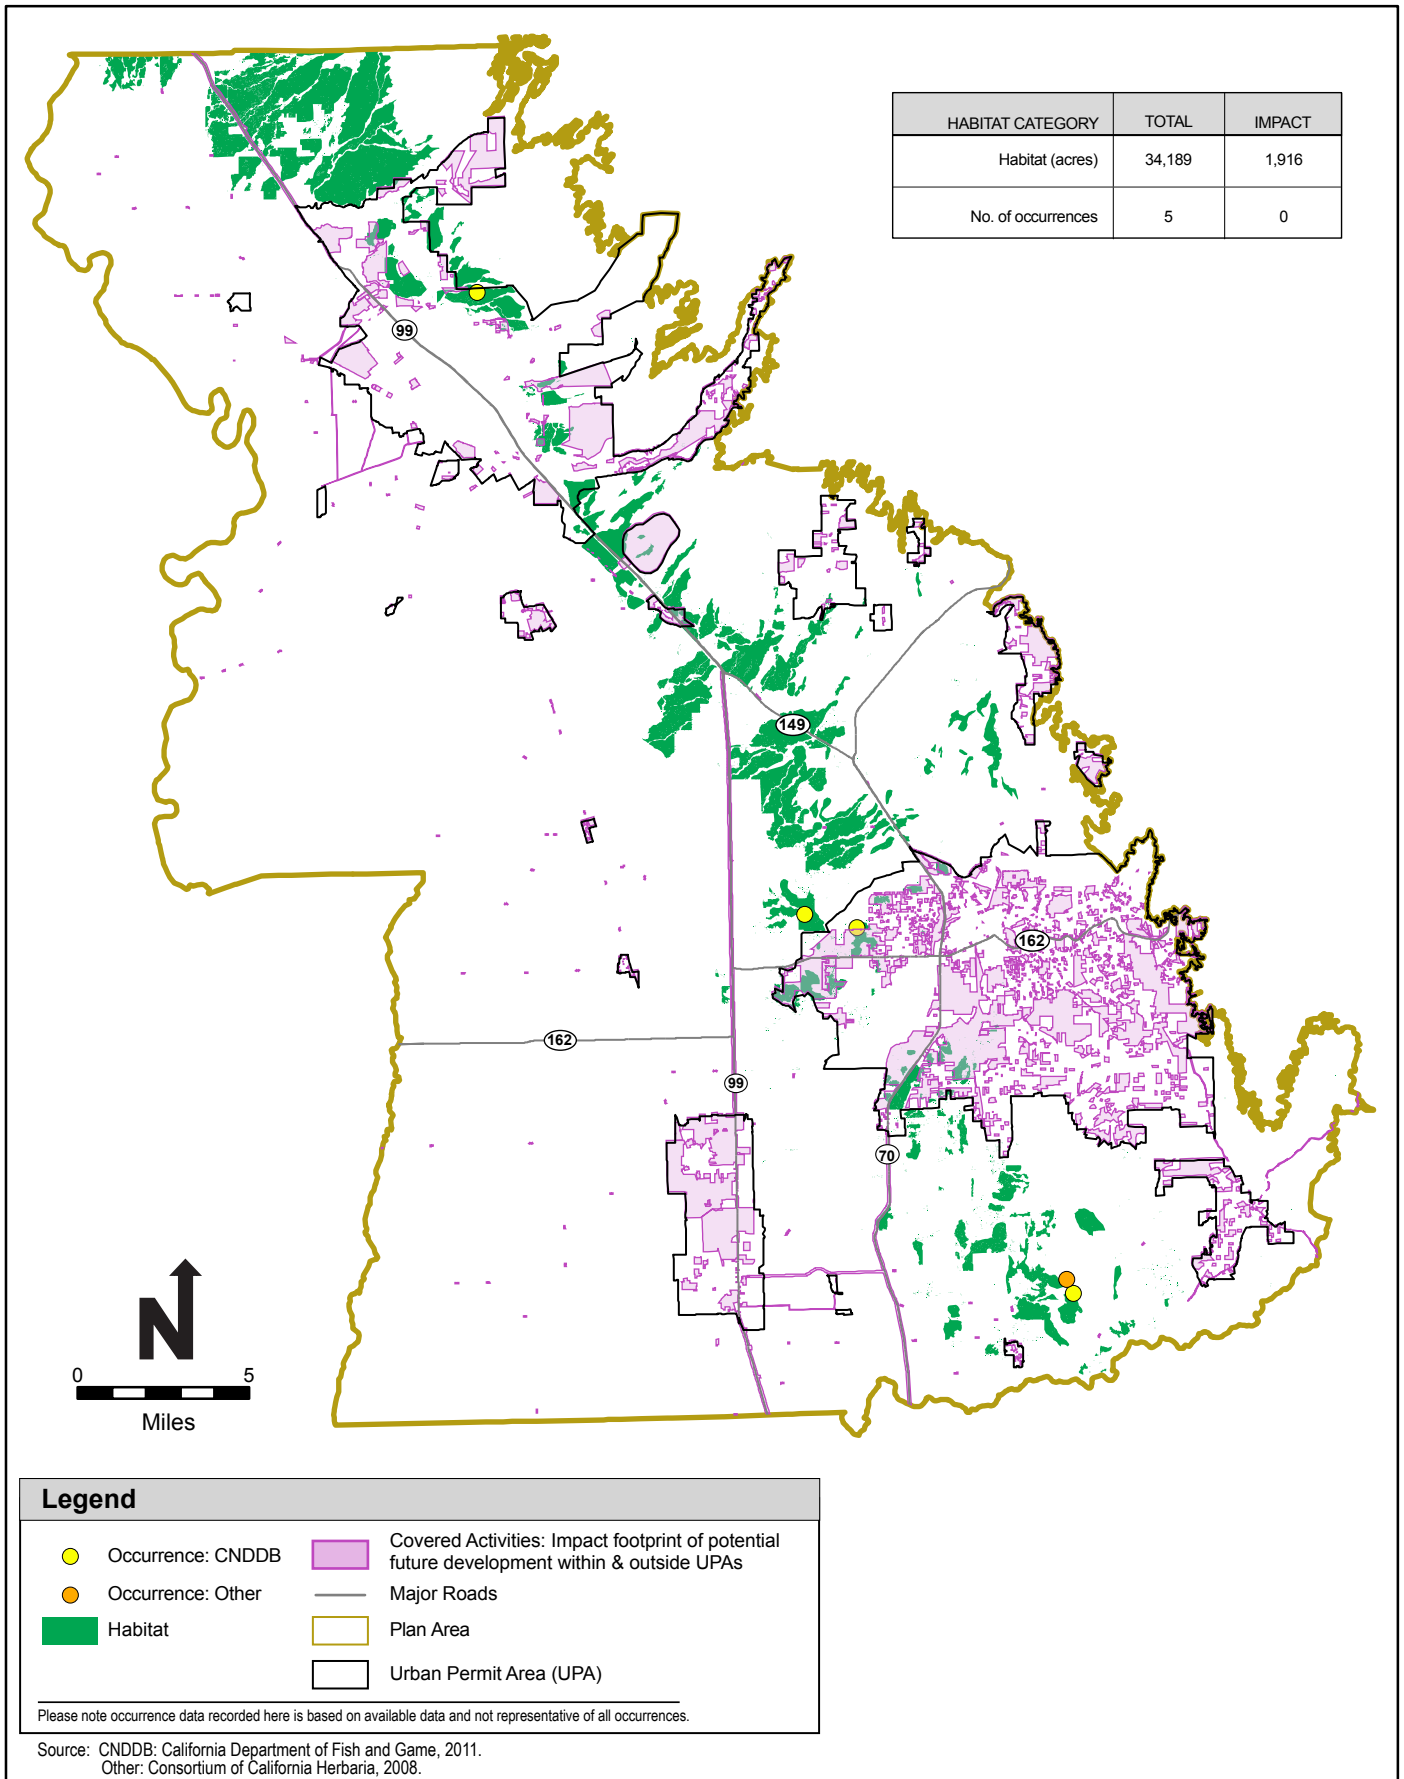 HABITAT CATEGORY TOTAL IMPACT
Habitat (acres) 34,189 1,916
No. of occurrences 5 0
99
149
162
162
99
70
N
0 5
Miles
Legend
Occurrence: CNDDB
Occurrence: Other
Habitat
Covered Activities: Impact footprint of potential
future development within & outside UPAs
Major Roads
Plan Area
Urban Permit Area (UPA)
Please note occurrence data recorded here is based on available data and not representative of all occurrences.
Source: CNDDB: California Department of Fish and Game, 2011.
Other: Consortium of California Herbaria, 2008.